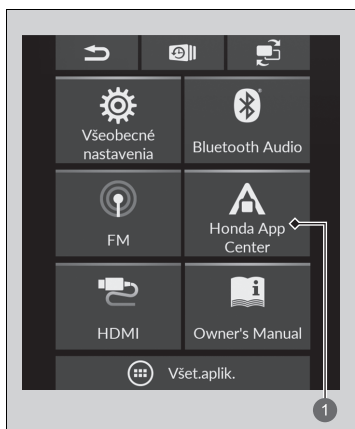 Všeobecné
nastavenia
Bluetooth Audio
FM
Honda App
Center
HDMI
Owner's Manual
Všet.aplik.
1